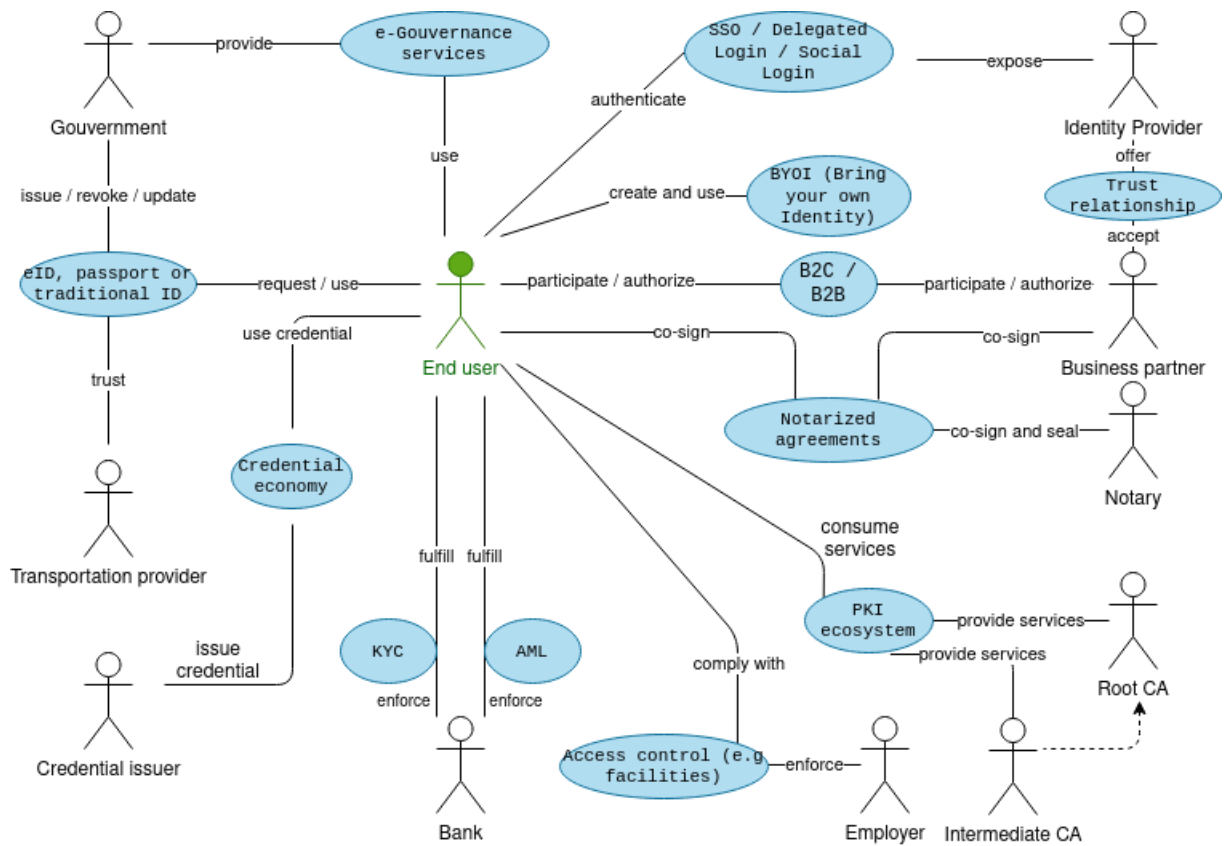 e-Gouvernance
services
SSO / Delegated
Login / Social
Login
provide
expose
authenticate
Gouvernment
Identity Provider
use
offer
issue / revoke / update
create and use
BYOI (Bring
your own
Identity)
Trust
relationship
accept
eID, passport or
traditional ID
request / use
participate / authorize
B2C /
B2B
participate / authorize
use credential
co-sign
co-sign
End user
Business partner
trust
Notarized
agreements
co-sign and seal
Credential
economy
Notary
Transportation provider
fulfill
fulfill
consume
services
PKI
ecosystem
provide services
provide services
issue
credential
KYC
AML
comply with
Root CA
enforce
enforce
Credential issuer
Access control (e.g
facilities)
enforce
Bank
Employer
Intermediate CA